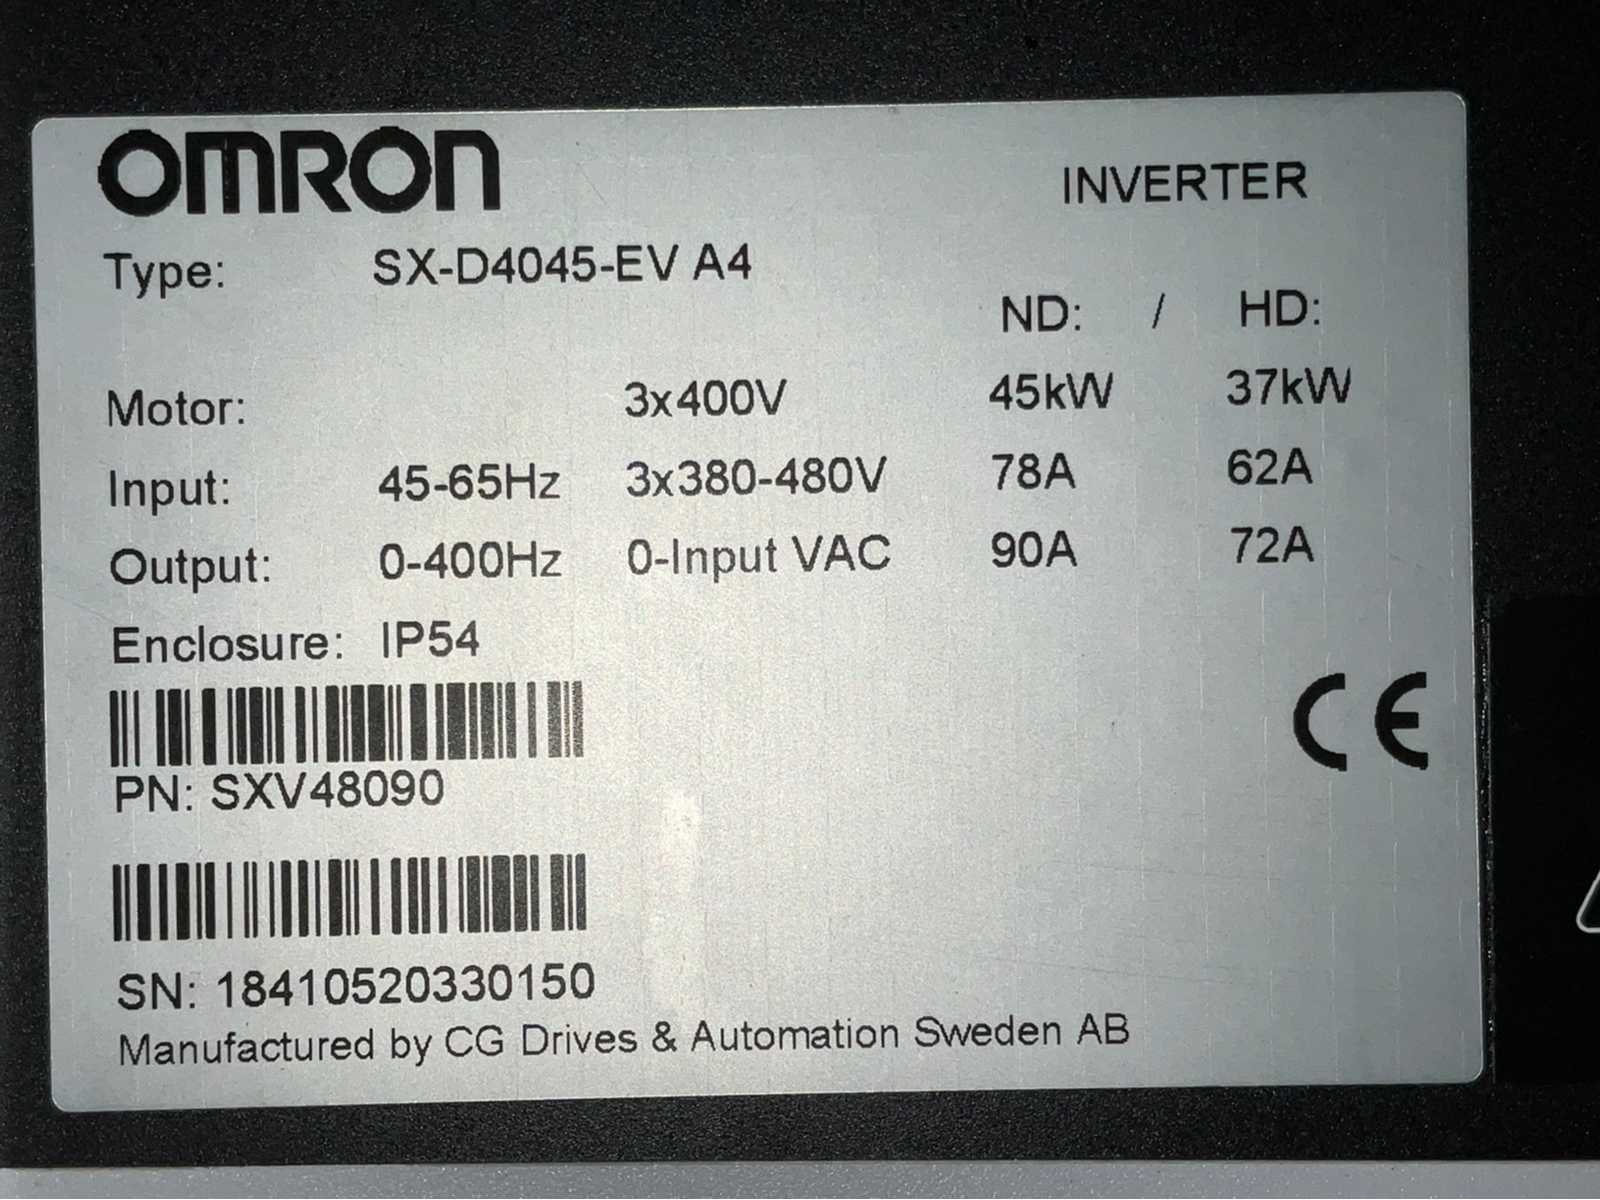 OMRON
INVERTER
Type: SX-D4045-EV A4
ND: / HD:
Motor: 3x400V 45kW 37kW
Input: 45-65Hz 3x380-480V 78A 62A
Output: 0-400Hz 0-Input VAC 90A 72A
Enclosure: IP54
CE
PN: SXV48090
SN: 18410520330150
Manufactured by CG Drives & Automation Sweden AB